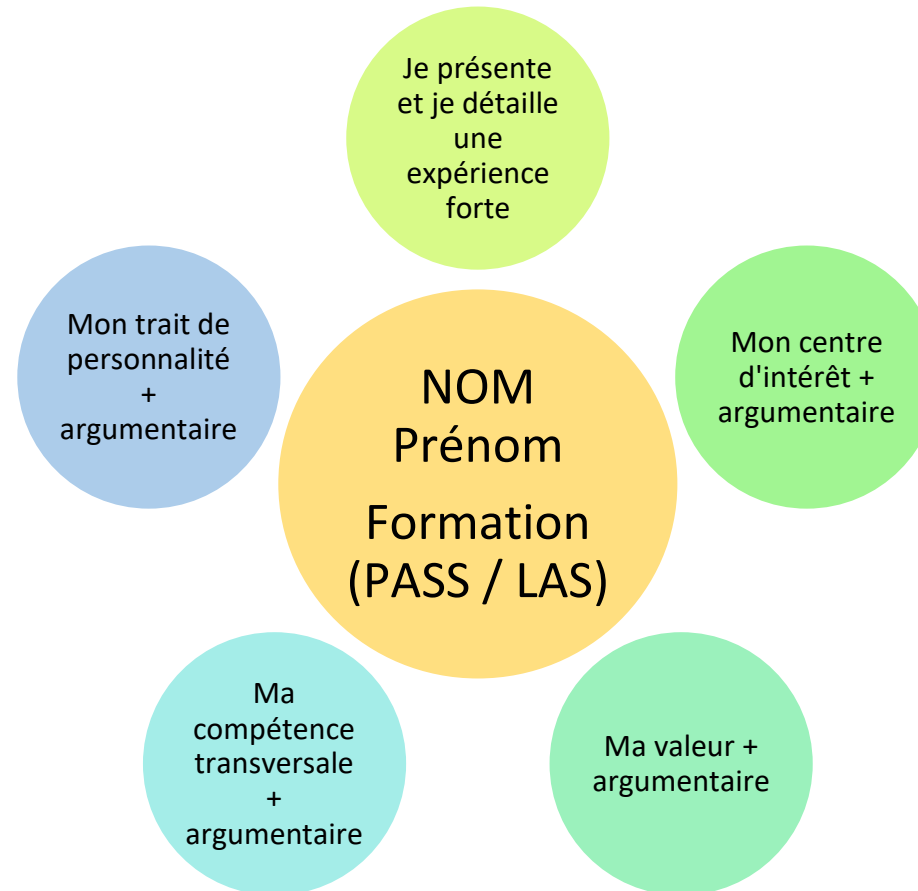 Je présente
et je détaille
une
expérience
forte
Mon trait de
personnalité
+
argumentaire
NOM
Prénom
Formation
(PASS / LAS)
Mon centre
d'intérêt +
argumentaire
Ma
compétence
transversale
+
argumentaire
Ma valeur +
argumentaire